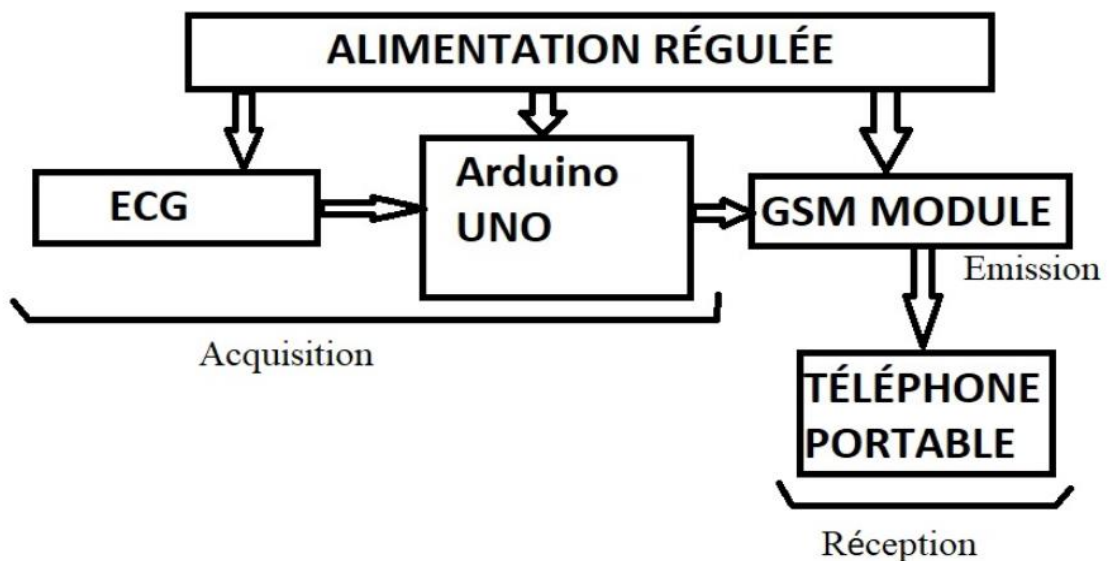 ALIMENTATION RÉGULÉE
ECG
Arduino
UNO
GSM MODULE
Emission
Acquisition
TÉLÉPHONE
PORTABLE
Réception